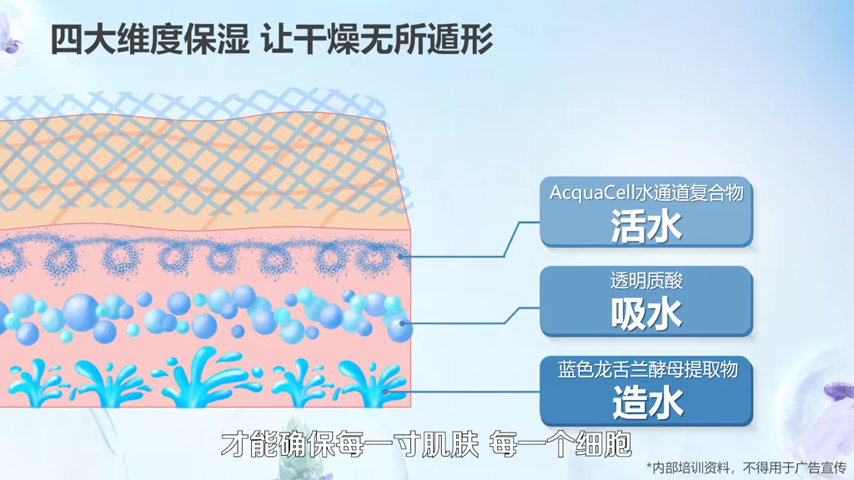 四大维度保湿 让干燥无所遁形
AcquaCell水通道复合物
活水
透明质酸
吸水
蓝色龙舌兰酵母提取物
造水
才能确保每一寸肌肤 每一个细胞
*内部培训资料，不得用于广告宣传